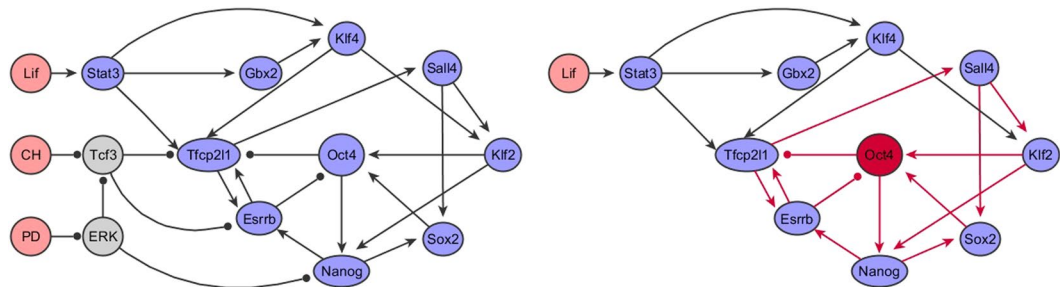 Klf4
Lif
Stat3
Gbx2
Sall4
CH
Tcf3
Tfcp2l1
Oct4
Klf2
Esrrb
PD
ERK
Sox2
Nanog
Klf4
Lif
Stat3
Gbx2
Sall4
Tfcp2l1
Oct4
Klf2
Esrrb
Sox2
Nanog